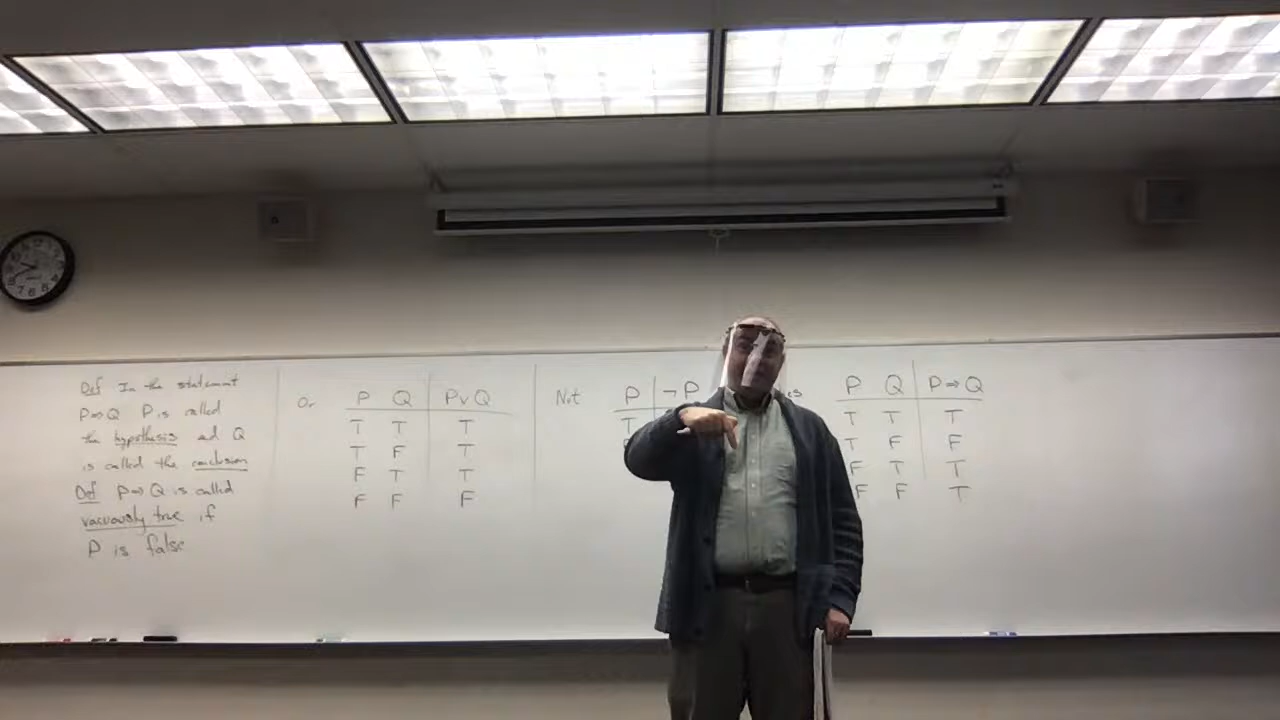 Def In the statement
P⇒Q P is called
the hypothesis ad Q
is called the conclusion
Def P⇒Q is called
vacuously true if
P is false
Or
P Q P∨Q
T T T
T F T
F T T
F F F
Not
P ¬P
T
P Q P⇒Q
T T T
T F F
F T T
F F T